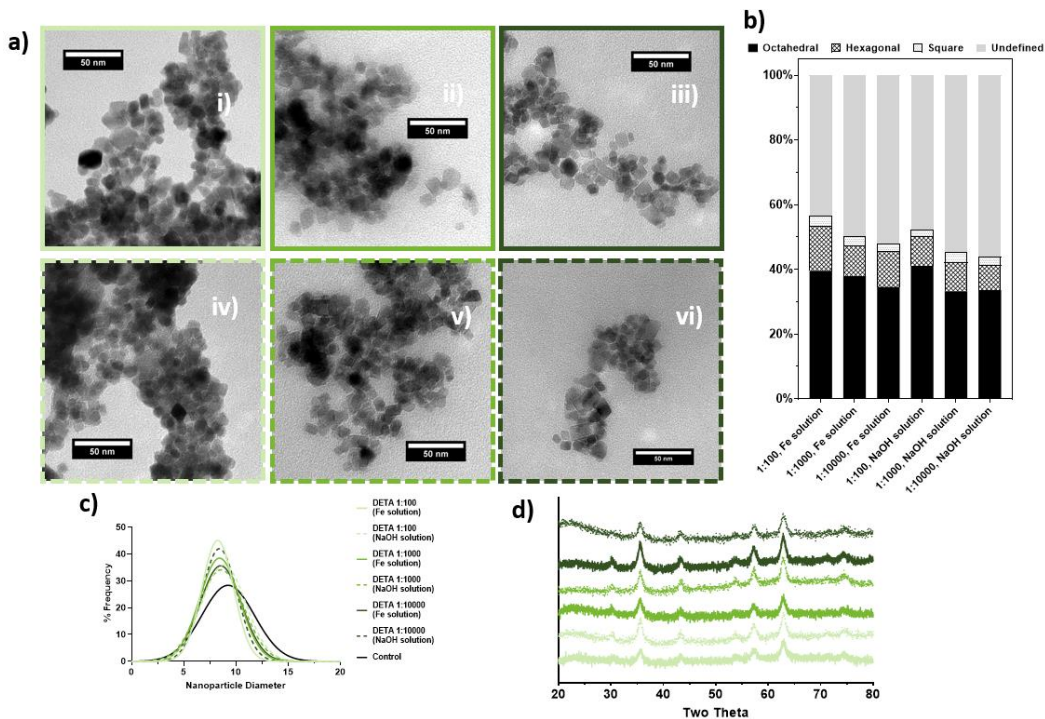 a)
50 nm
i)
50 nm
ii)
50 nm
iii)
50 nm
iv)
50 nm
v)
50 nm
vi)
b)
Octahedral Hexagonal Square Undefined
100%
80%
60%
40%
20%
0%
1:100, Fe solution
1:1000, Fe solution
1:10000, Fe solution
1:100, NaOH solution
1:1000, NaOH solution
1:10000, NaOH solution
c)
50
40
30
20
10
0
% Frequency
0 5 10 15 20
Nanoparticle Diameter
DETA 1:100
(Fe solution)
DETA 1:100
(NaOH solution)
DETA 1:1000
(Fe solution)
DETA 1:1000
(NaOH solution)
DETA 1:10000
(Fe solution)
DETA 1:10000
(NaOH solution)
Control
d)
20 30 40 50 60 70 80
Two Theta